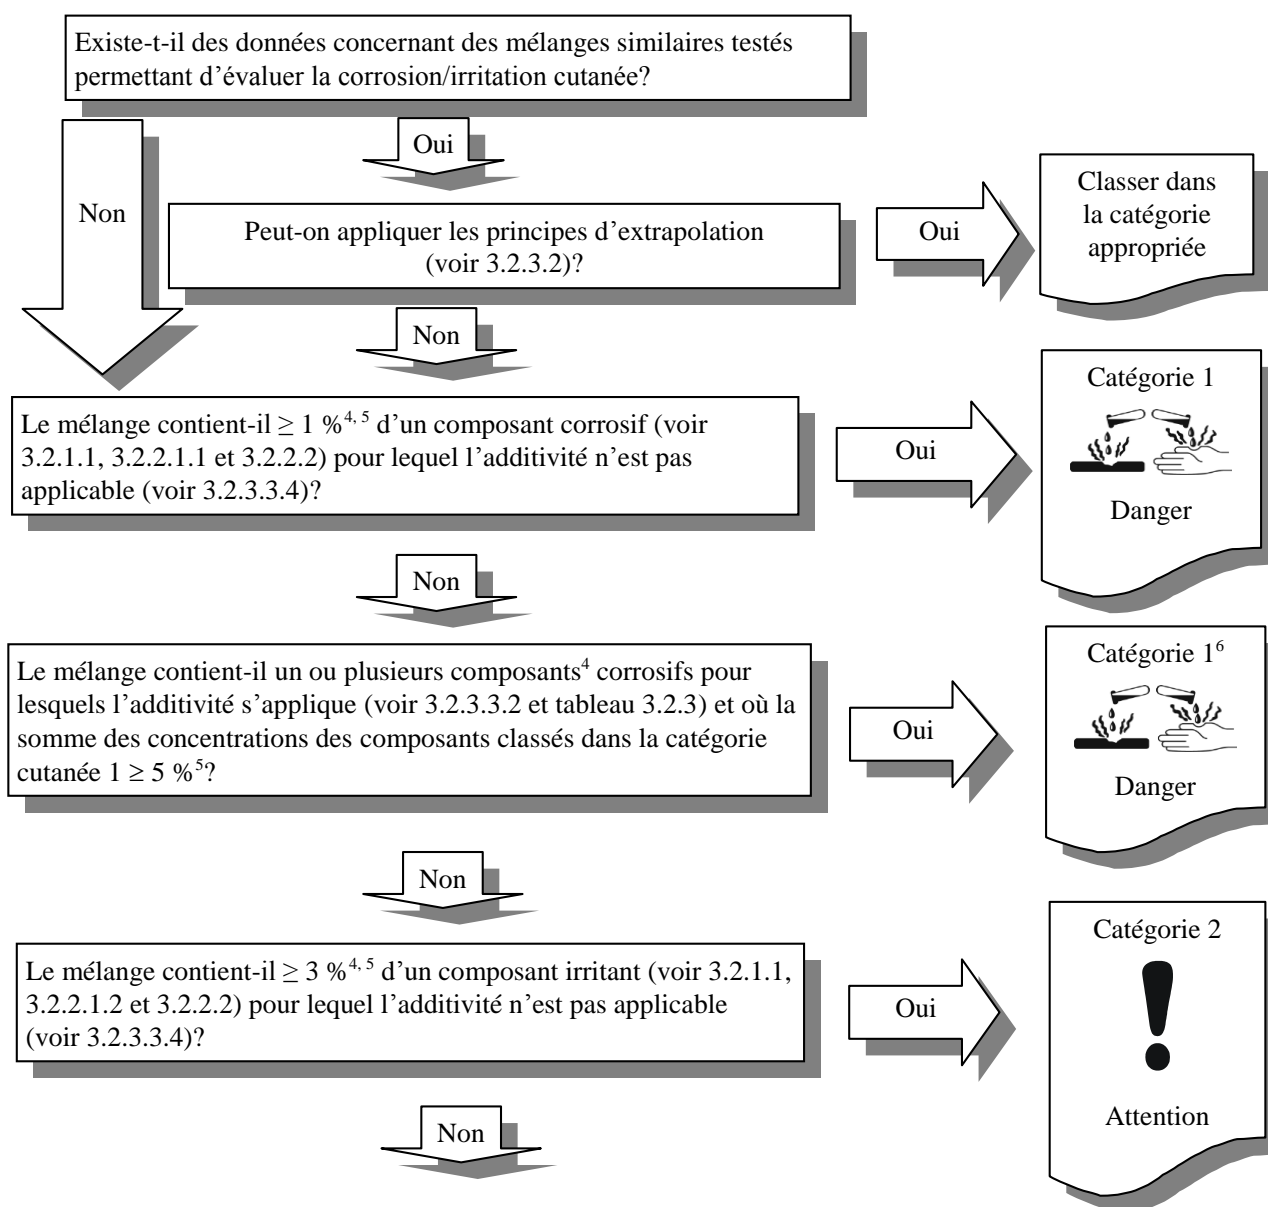 Existe-t-il des données concernant des mélanges similaires testés
permettant d’évaluer la corrosion/irritation cutanée?
Oui
Non
Peut-on appliquer les principes d’extrapolation
(voir 3.2.3.2)?
Oui
Classer dans
la catégorie
appropriée
Non
Le mélange contient-il ≥ 1 %⁴, ⁵ d’un composant corrosif (voir
3.2.1.1, 3.2.2.1.1 et 3.2.2.2) pour lequel l’additivité n’est pas
applicable (voir 3.2.3.3.4)?
Oui
Catégorie 1
Danger
Non
Le mélange contient-il un ou plusieurs composants⁴ corrosifs pour
lesquels l’additivité s’applique (voir 3.2.3.3.2 et tableau 3.2.3) et où la
somme des concentrations des composants classés dans la catégorie
cutanée 1 ≥ 5 %⁵?
Oui
Catégorie 1⁶
Danger
Non
Le mélange contient-il ≥ 3 %⁴, ⁵ d’un composant irritant (voir 3.2.1.1,
3.2.2.1.2 et 3.2.2.2) pour lequel l’additivité n’est pas applicable
(voir 3.2.3.3.4)?
Oui
Catégorie 2
Attention
Non